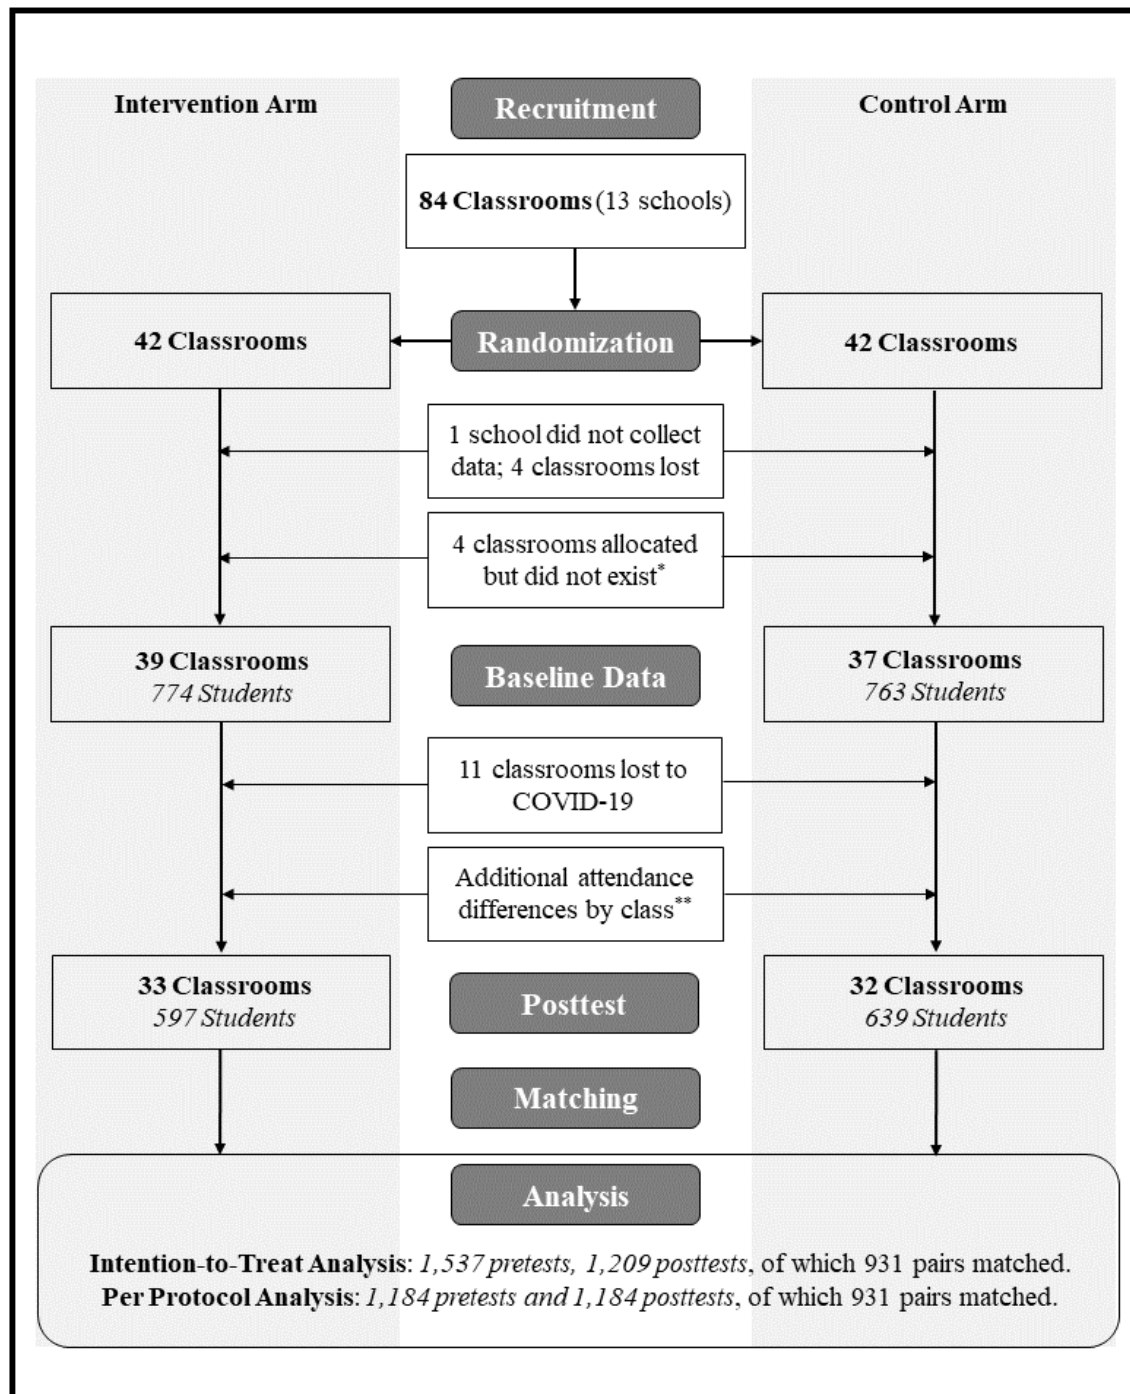 Intervention Arm
Recruitment
Control Arm
84 Classrooms (13 schools)
42 Classrooms
Randomization
42 Classrooms
1 school did not collect
data; 4 classrooms lost
4 classrooms allocated
but did not exist*
39 Classrooms
774 Students
Baseline Data
37 Classrooms
763 Students
11 classrooms lost to
COVID-19
Additional attendance
differences by class**
33 Classrooms
597 Students
Posttest
32 Classrooms
639 Students
Matching
Analysis
Intention-to-Treat Analysis: 1,537 pretests, 1,209 posttests, of which 931 pairs matched.
Per Protocol Analysis: 1,184 pretests and 1,184 posttests, of which 931 pairs matched.